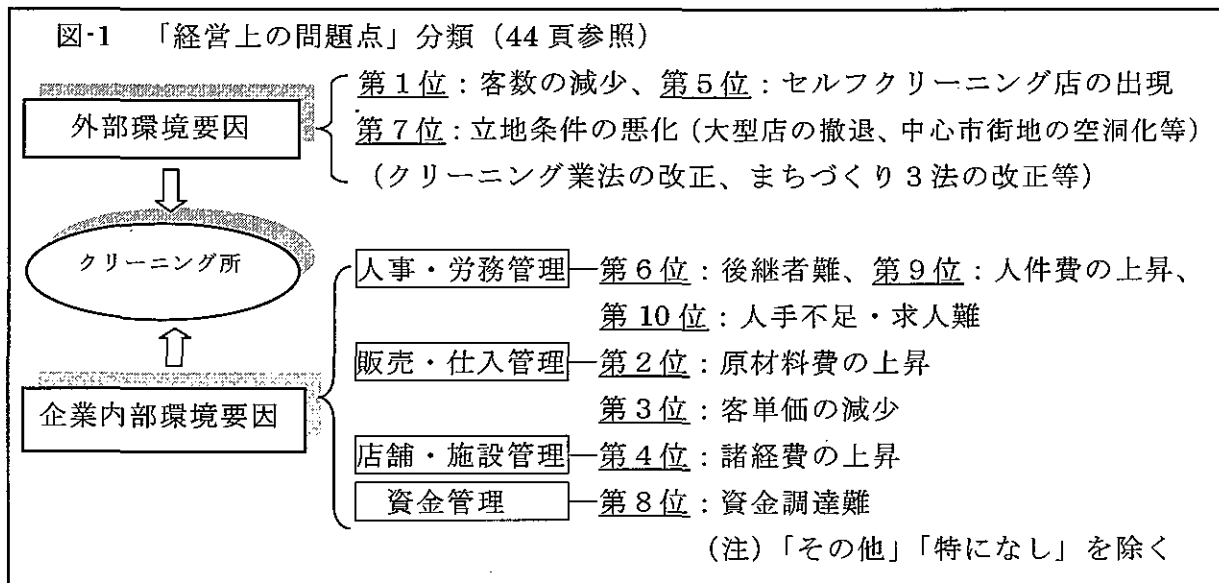 図-1 「経営上の問題点」分類（44頁参照）
外部環境要因
第1位：客数の減少、第5位：セルフクリーニング店の出現
第7位：立地条件の悪化（大型店の撤退、中心市街地の空洞化等）
（クリーニング業法の改正、まちづくり3法の改正等）
クリーニング所
企業内部環境要因
人事・労務管理 第6位：後継者難、第9位：人件費の上昇、
第10位：人手不足・求人難
販売・仕入管理 第2位：原材料費の上昇
第3位：客単価の減少
店舗・施設管理 第4位：諸経費の上昇
資金管理 第8位：資金調達難
（注）「その他」「特になし」を除く